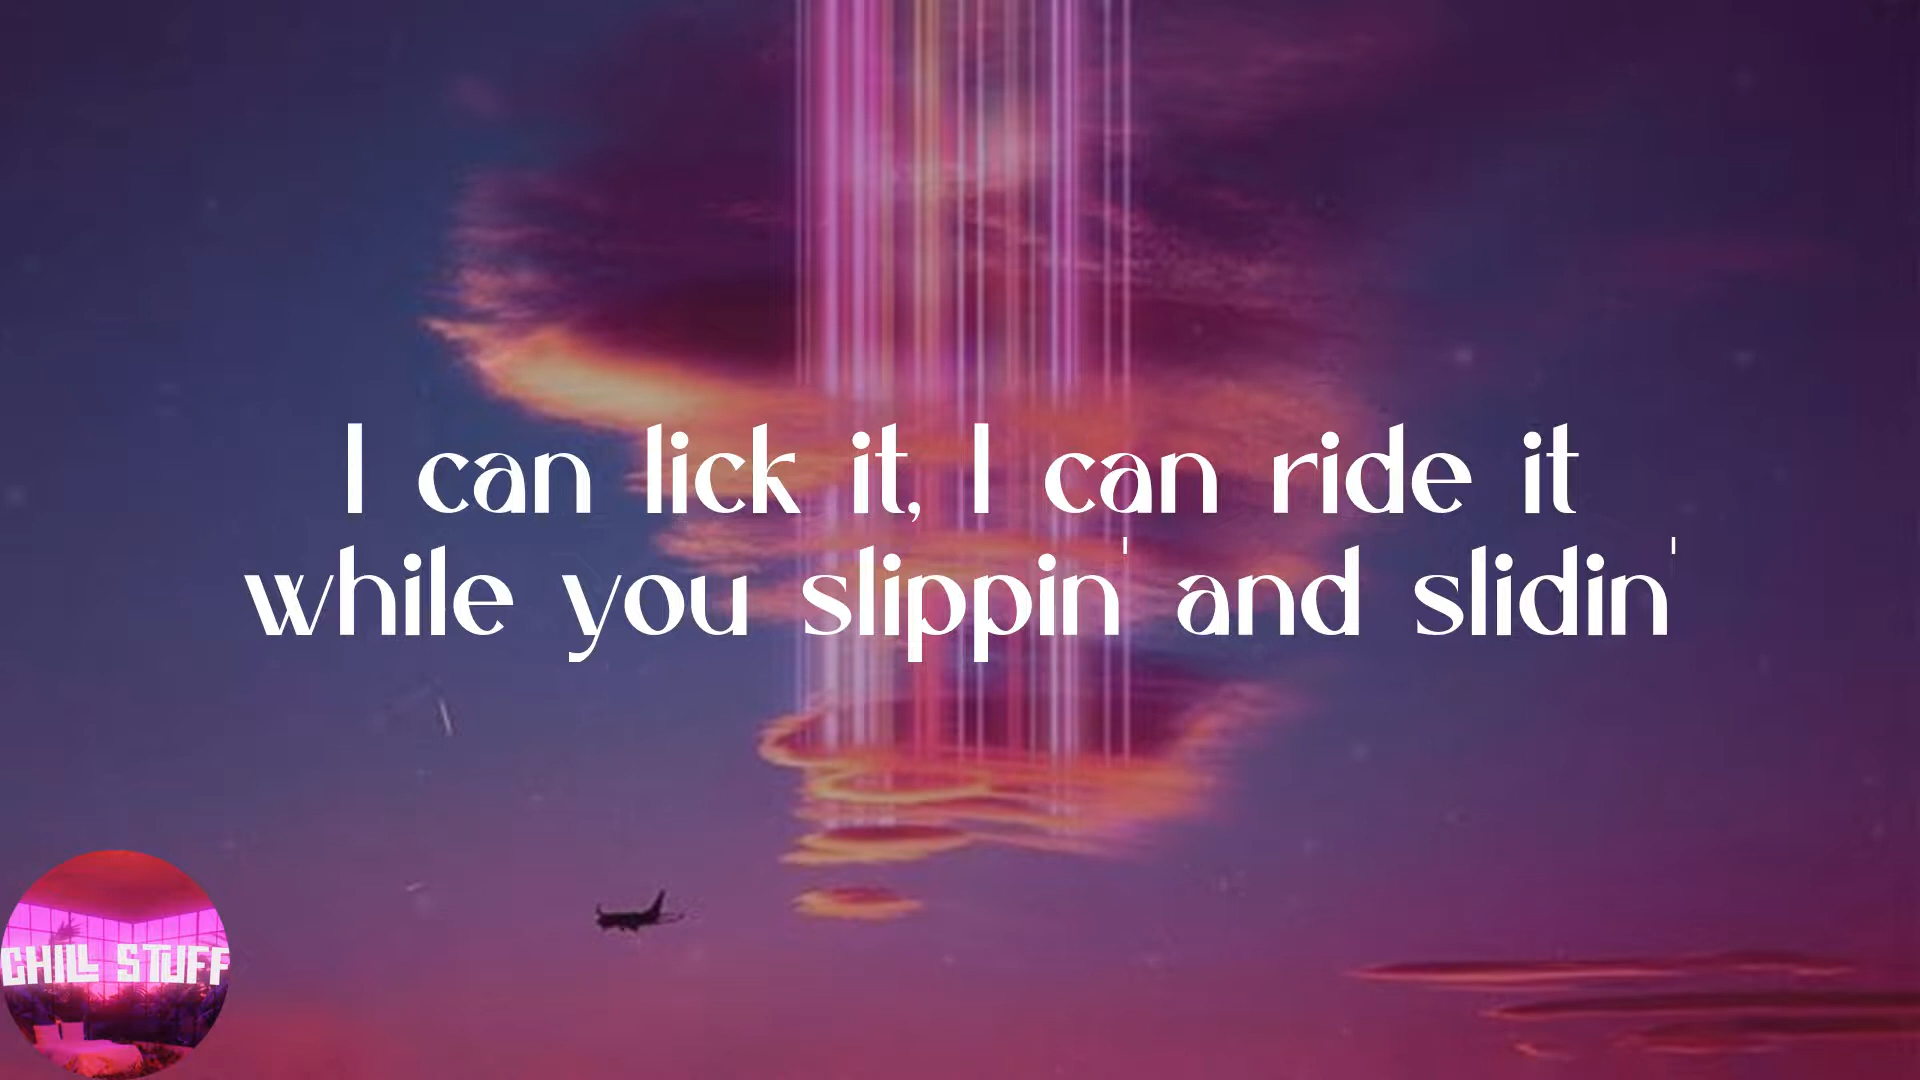 I can lick it, I can ride it
while you slippin' and slidin'
CHILL STUFF